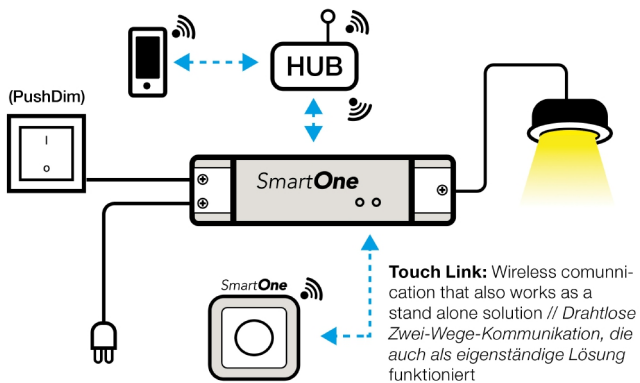 HUB
(PushDim)
I
o
SmartOne
SmartOne
Touch Link: Wireless comunni-
cation that also works as a
stand alone solution // Drahtlose
Zwei-Wege-Kommunikation, die
auch als eigenständige Lösung
funktioniert